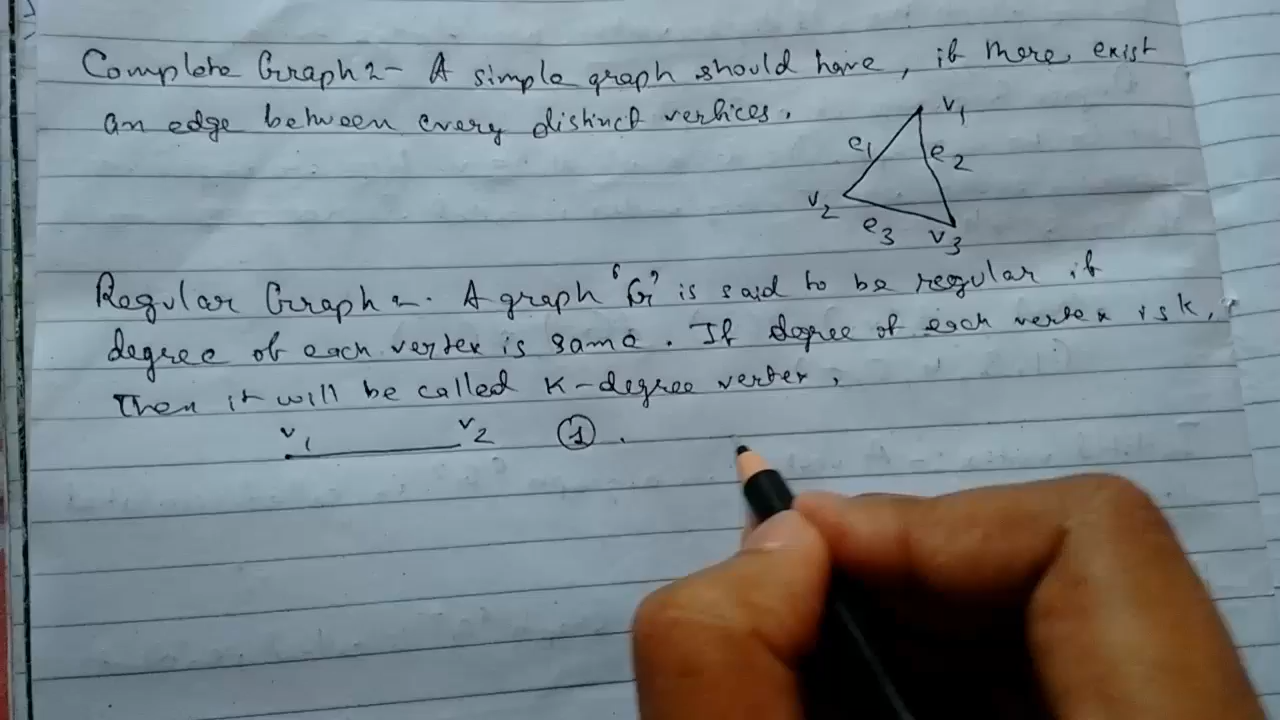 Complete Graph :- A simple graph should have, if there exist
an edge between every distinct vertices.
v1
e1
e2
v2
e3
v3
Regular Graph :- A graph 'G' is said to be regular if
degree of each vertex is same. If degree of each vertex is k,
Then it will be called K-degree vertex,
v1 v2 1.